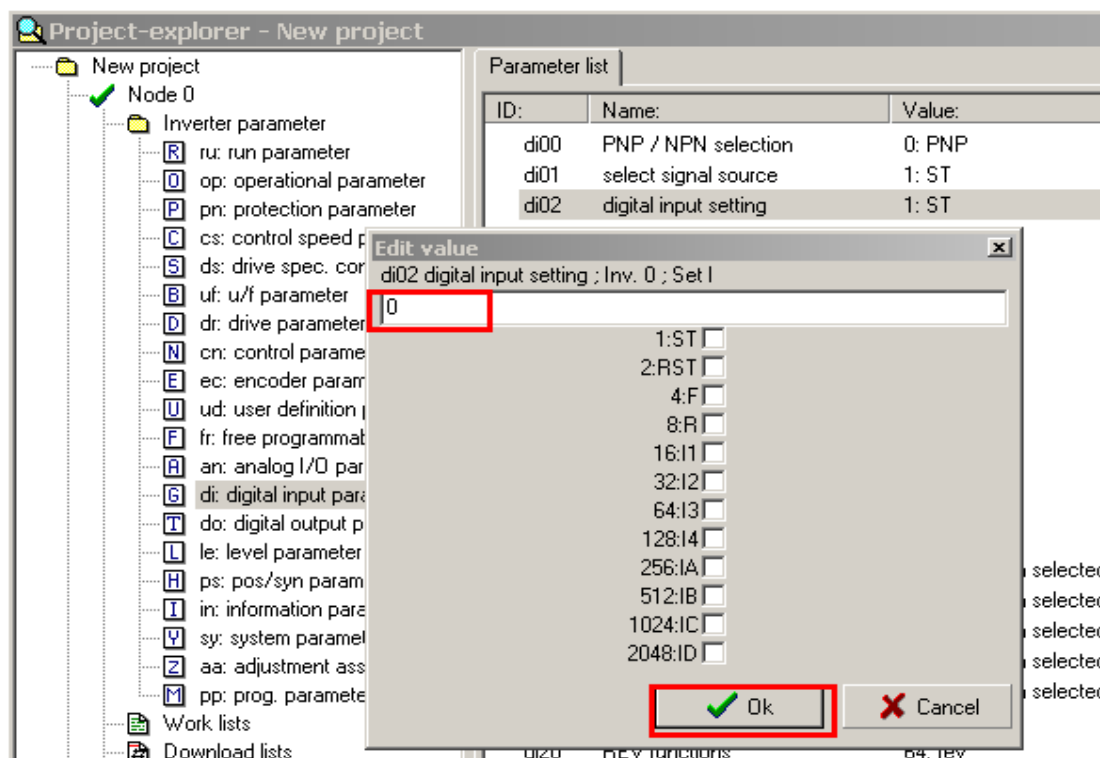 Project-explorer - New project
New project
Node 0
Inverter parameter
R ru: run parameter
O op: operational parameter
P pn: protection parameter
C cs: control speed p
S ds: drive spec. cor
B uf: u/f parameter
D dr: drive parameter
N cn: control parame
E ec: encoder param
U ud: user definition
F fr: free programmab
A an: analog I/O par
G di: digital input para
T do: digital output p
L le: level parameter
H ps: pos/syn param
I in: information para
Y sy: system paramet
Z aa: adjustment ass
M pp: prog. paramete
Work lists
Download lists
Parameter list
ID: Name: Value:
di00 PNP / NPN selection 0: PNP
di01 select signal source 1: ST
di02 digital input setting 1: ST
Edit value
di02 digital input setting ; Inv. 0 ; Set I
0
1:ST
2:RST
4:F
8:R
16:I1
32:I2
64:I3
128:I4
256:IA
512:IB
1024:IC
2048:ID
Ok Cancel
selected
selected
selected
selected
selected